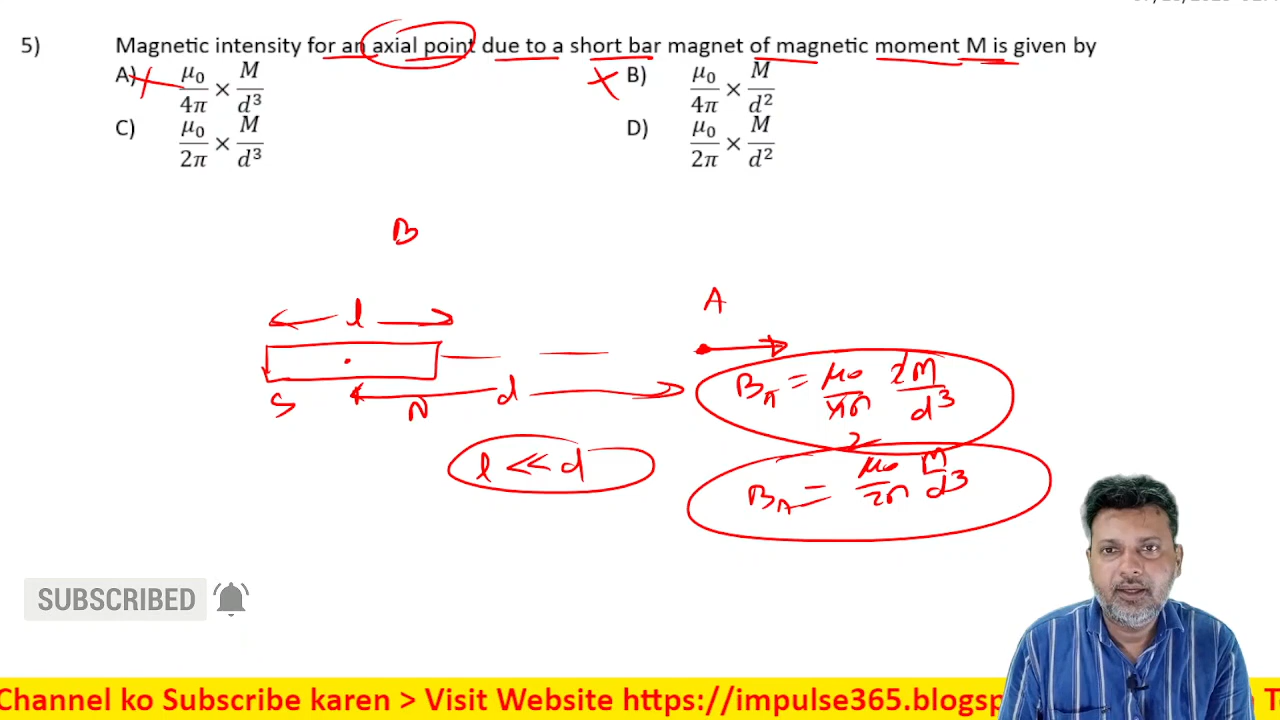 5) Magnetic intensity for an axial point due to a short bar magnet of magnetic moment M is given by
A) μ₀/4π × M/d³ B) μ₀/4π × M/d²
C) μ₀/2π × M/d³ D) μ₀/2π × M/d²
B
l
A
S N d
B_A = μ₀/4π 2M/d³
2
l << d
B_A = μ₀/2π M/d³
SUBSCRIBED
Channel ko Subscribe karen > Visit Website https://impulse365.blogsp